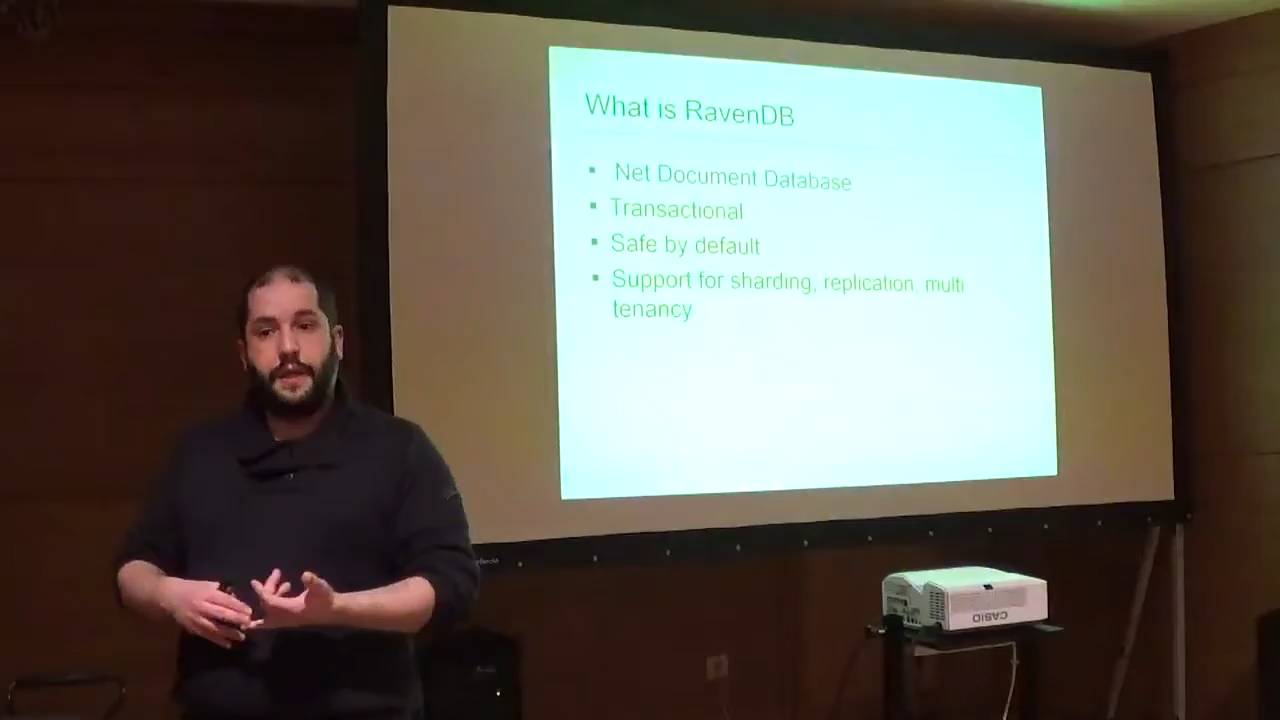 What is RavenDB
▪ Net Document Database
▪ Transactional
▪ Safe by default
▪ Support for sharding, replication, multi
tenancy
CASIO